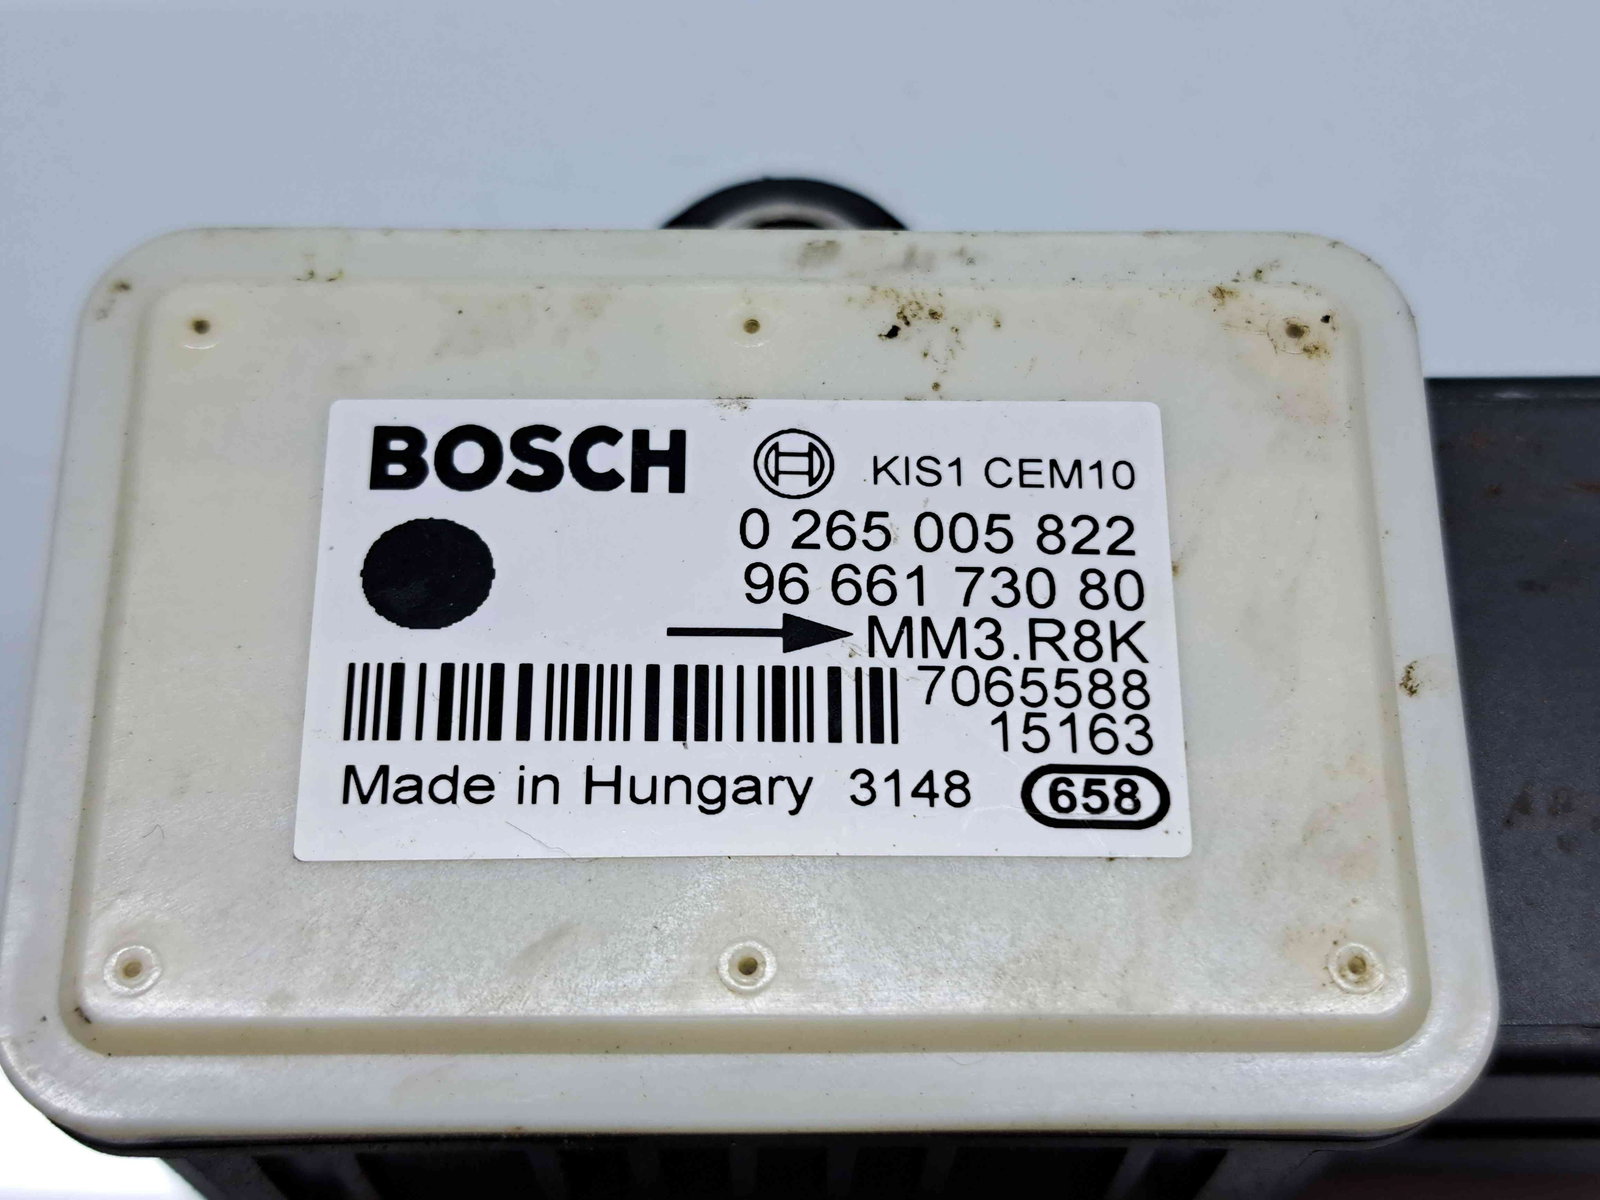 BOSCH KIS1 CEM10
0 265 005 822
96 661 730 80
MM3.R8K
7065588
15163
Made in Hungary 3148 658